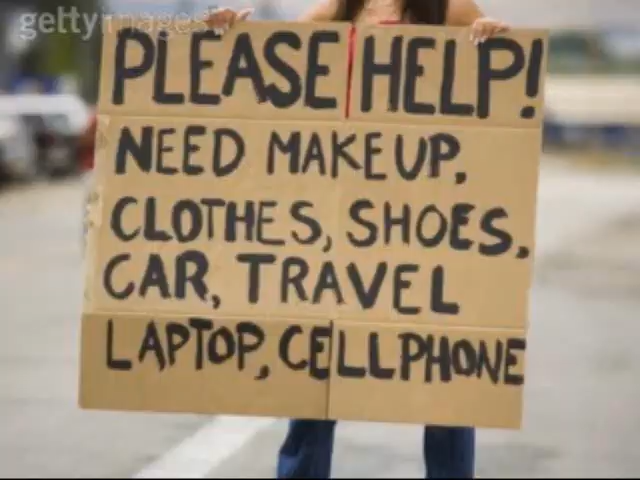 gettyimages
PLEASE HELP!
NEED MAKEUP,
CLOTHES, SHOES,
CAR, TRAVEL
LAPTOP, CELLPHONE